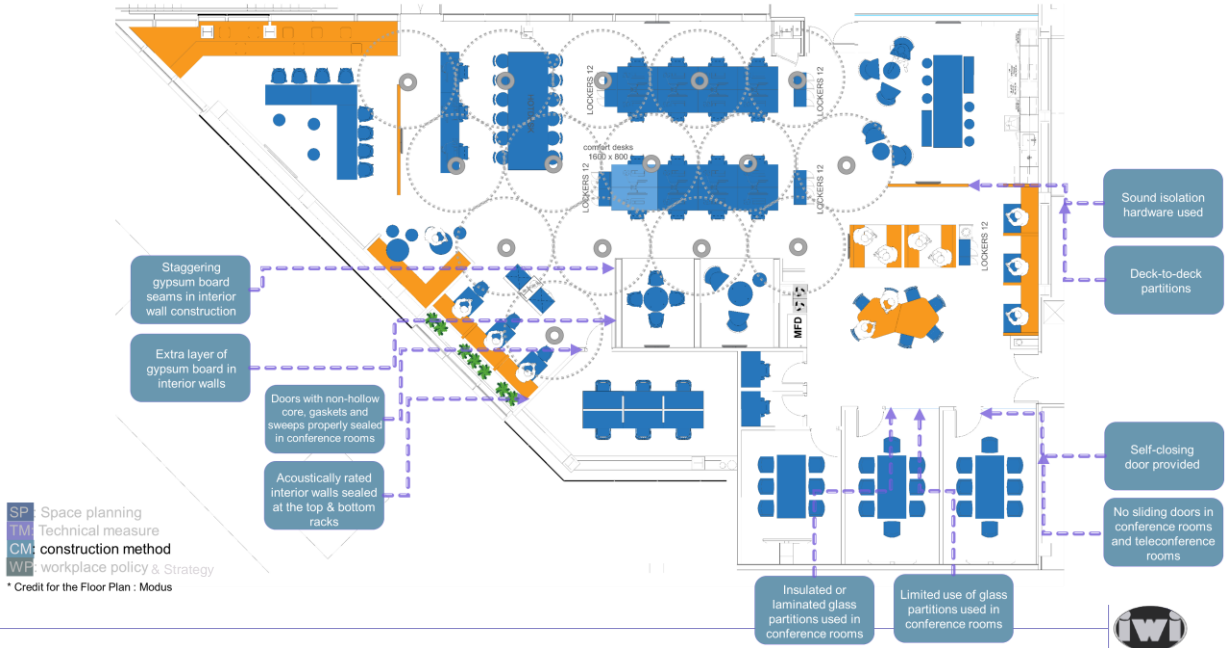 LOCKERS 12
LOCKERS 12
comfort desks
1600 x 800
LOCKERS 12
LOCKERS 12
LOCKERS 12
MFD
Sound isolation
hardware used
Deck-to-deck
partitions
Staggering
gypsum board
seams in interior
wall construction
Extra layer of
gypsum board in
interior walls
Doors with non-hollow
core, gaskets and
sweeps properly sealed
in conference rooms
Acoustically rated
interior walls sealed
at the top & bottom
racks
Self-closing
door provided
No sliding doors in
conference rooms
and teleconference
rooms
Insulated or
laminated glass
partitions used in
conference rooms
Limited use of glass
partitions used in
conference rooms
SP: Space planning
TM: Technical measure
CM: construction method
WP: workplace policy & Strategy
* Credit for the Floor Plan : Modus
iwi